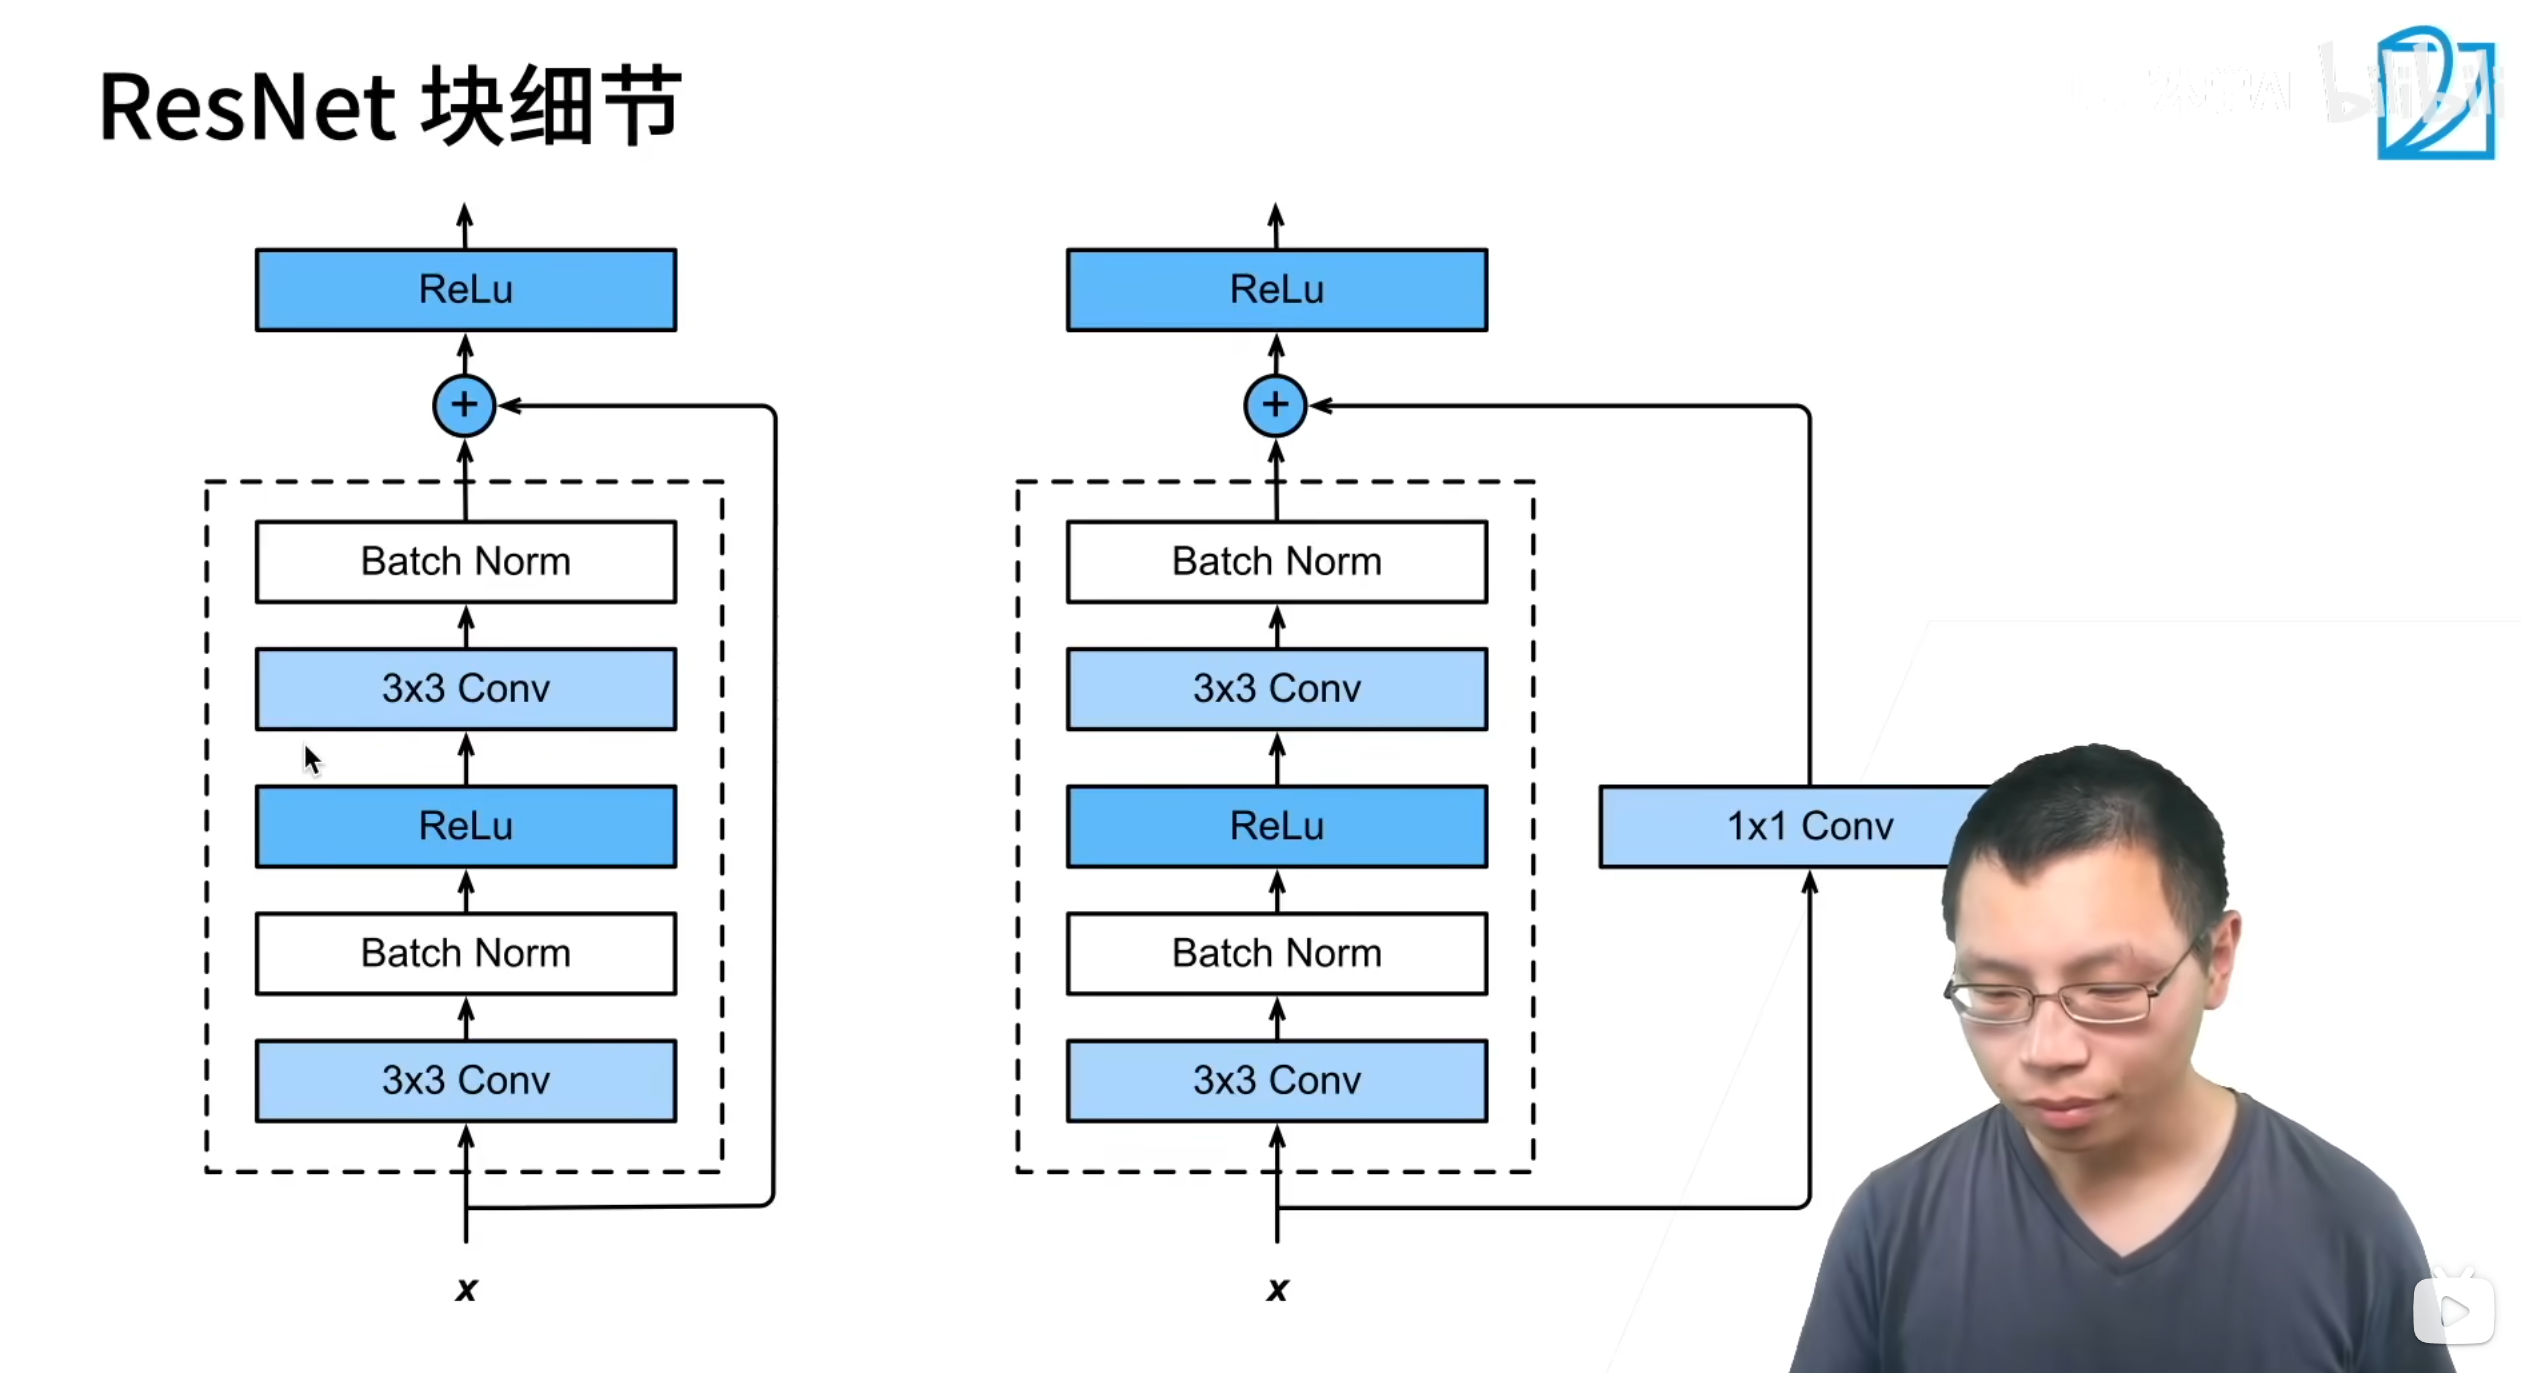 ResNet 块细节
bilibili
ReLu
+
Batch Norm
3x3 Conv
ReLu
Batch Norm
3x3 Conv
x
ReLu
+
Batch Norm
3x3 Conv
ReLu
Batch Norm
3x3 Conv
x
1x1 Conv